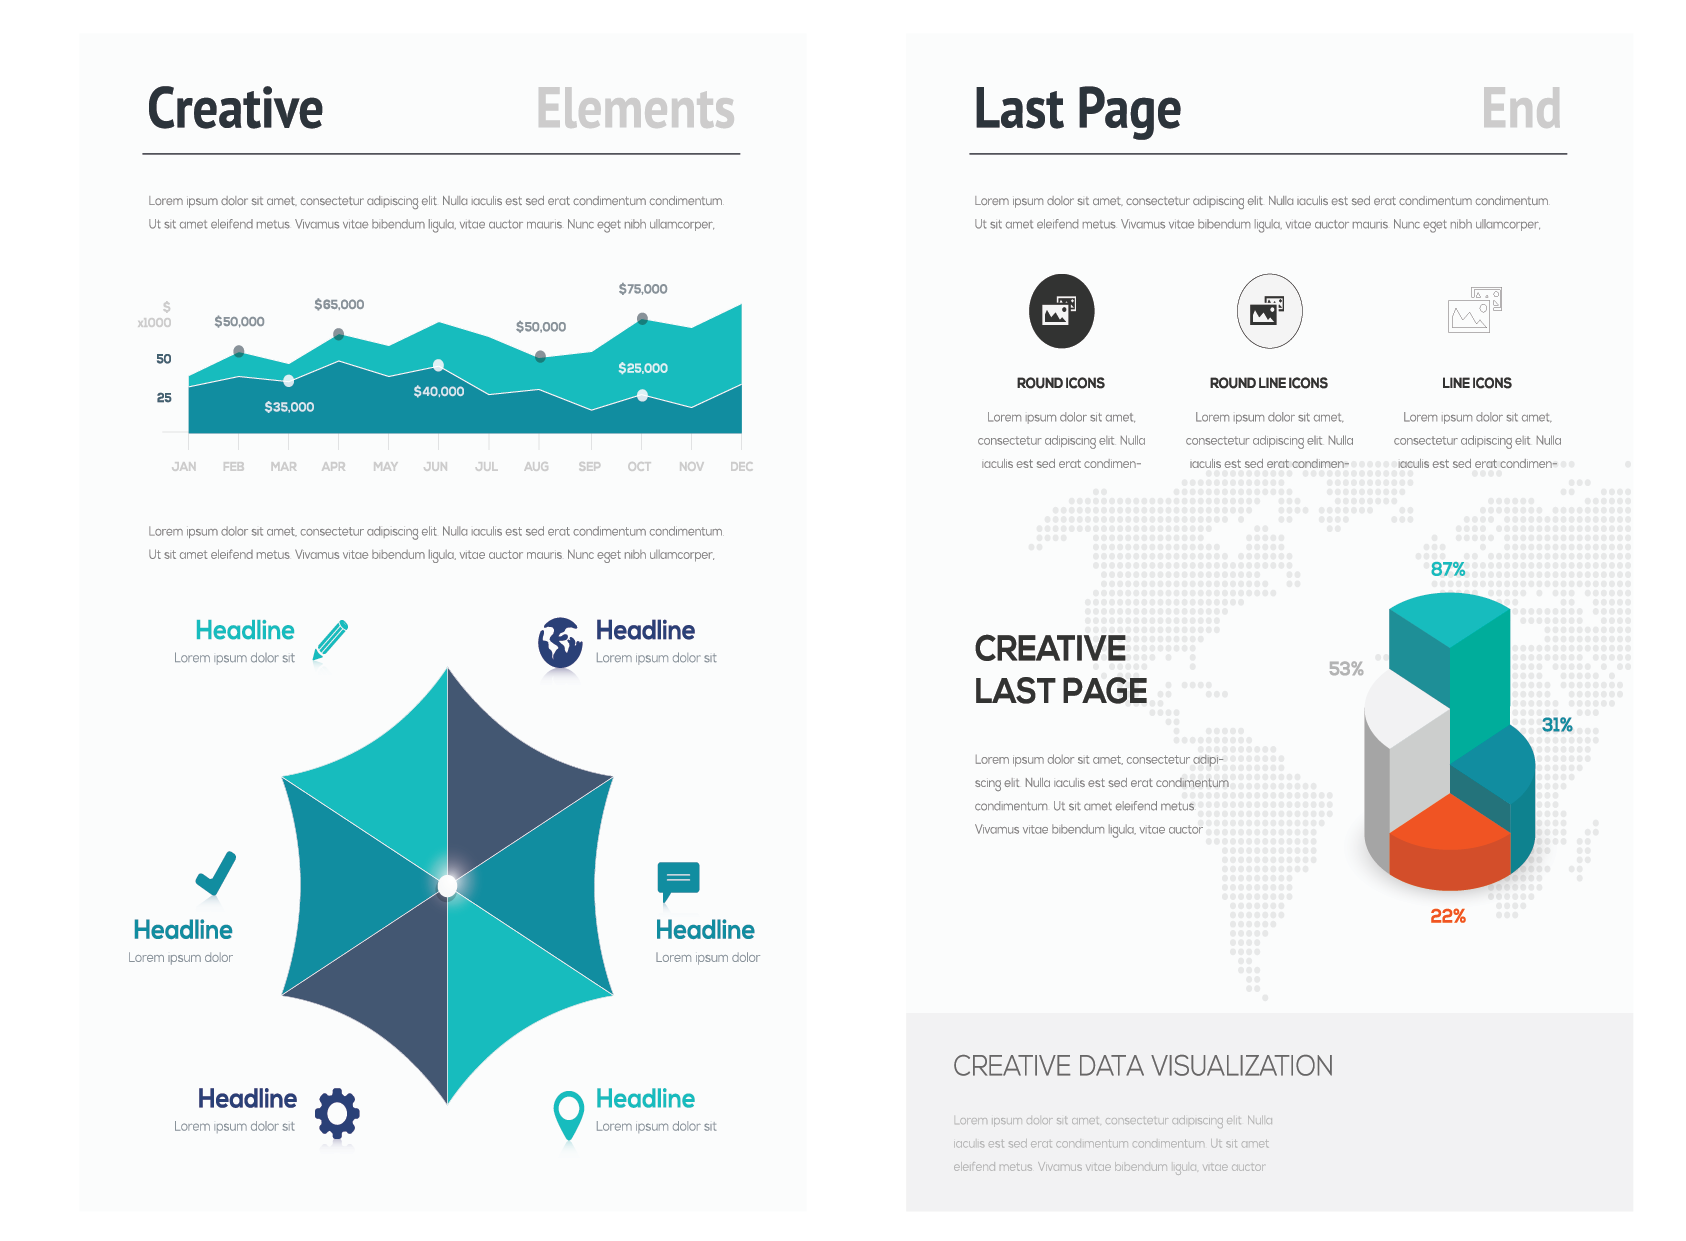 Creative
Elements
Lorem ipsum dolor sit amet, consectetur adipiscing elit. Nulla iaculis est sed erat condimentum condimentum.
Ut sit amet eleifend metus. Vivamus vitae bibendum ligula, vitae auctor mauris. Nunc eget nibh ullamcorper,
$
x1000
50
25
$50,000
$65,000
$50,000
$75,000
$35,000
$40,000
$25,000
JAN FEB MAR APR MAY JUN JUL AUG SEP OCT NOV DEC
Lorem ipsum dolor sit amet, consectetur adipiscing elit. Nulla iaculis est sed erat condimentum condimentum.
Ut sit amet eleifend metus. Vivamus vitae bibendum ligula, vitae auctor mauris. Nunc eget nibh ullamcorper,
Headline
Lorem ipsum dolor sit
Headline
Lorem ipsum dolor sit
Headline
Lorem ipsum dolor
Headline
Lorem ipsum dolor
Headline
Lorem ipsum dolor sit
Headline
Lorem ipsum dolor sit
Last Page
End
Lorem ipsum dolor sit amet, consectetur adipiscing elit. Nulla iaculis est sed erat condimentum condimentum.
Ut sit amet eleifend metus. Vivamus vitae bibendum ligula, vitae auctor mauris. Nunc eget nibh ullamcorper,
ROUND ICONS
Lorem ipsum dolor sit amet,
consectetur adipiscing elit. Nulla
iaculis est sed erat condimen-
ROUND LINE ICONS
Lorem ipsum dolor sit amet,
consectetur adipiscing elit. Nulla
iaculis est sed erat condimen-
LINE ICONS
Lorem ipsum dolor sit amet,
consectetur adipiscing elit. Nulla
iaculis est sed erat condimen-
CREATIVE
LAST PAGE
Lorem ipsum dolor sit amet, consectetur adipi-
scing elit. Nulla iaculis est sed erat condimentum
condimentum. Ut sit amet eleifend metus.
Vivamus vitae bibendum ligula, vitae auctor
87%
53%
31%
22%
CREATIVE DATA VISUALIZATION
Lorem ipsum dolor sit amet, consectetur adipiscing elit. Nulla
iaculis est sed erat condimentum condimentum. Ut sit amet
eleifend metus. Vivamus vitae bibendum ligula, vitae auctor